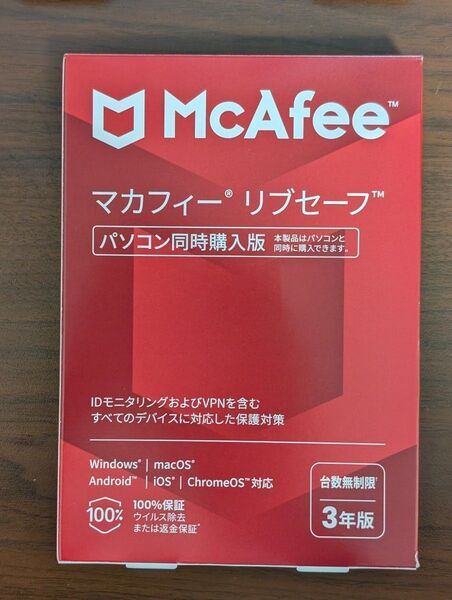 McAfee™
マカフィー® リブセーフ™
パソコン同時購入版
本製品はパソコンと
同時に購入できます。
IDモニタリングおよびVPNを含む
すべてのデバイスに対応した保護対策
Windows® | macOS®
Android™ | iOS® | ChromeOS™ 対応
100%
100%保証
ウイルス除去
または返金保証*
台数無制限†
3年版